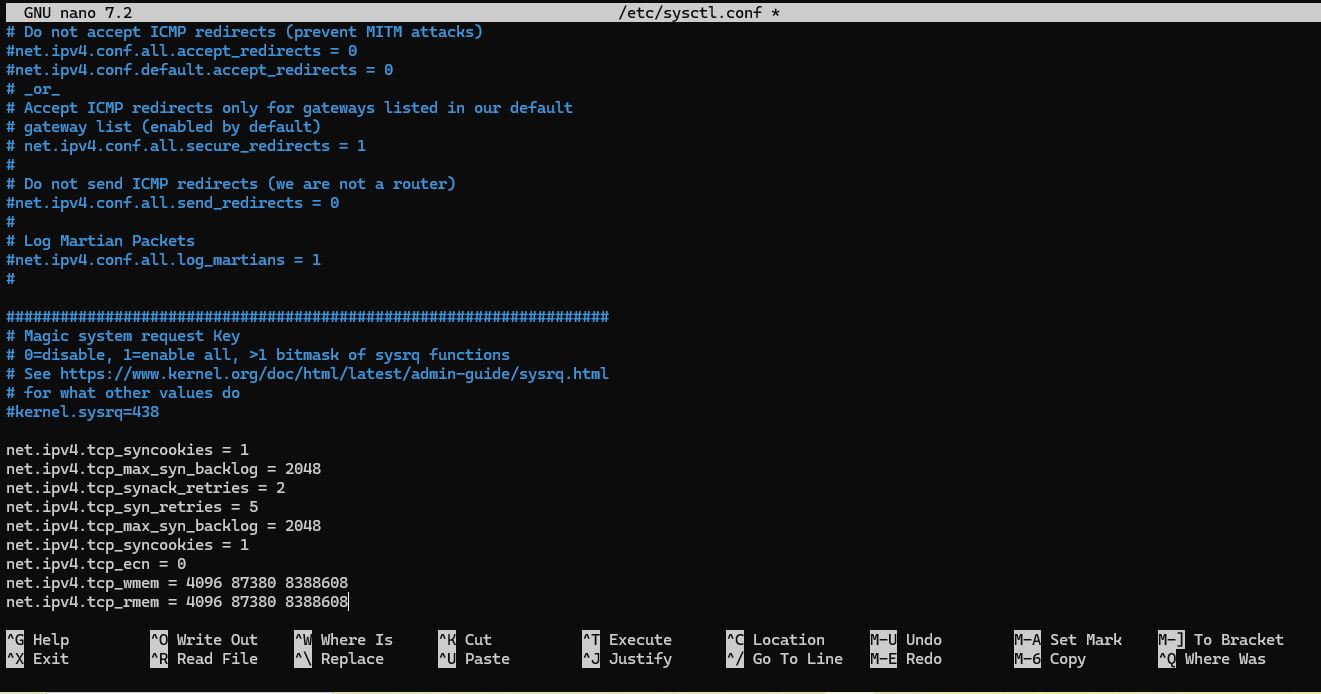 GNU nano 7.2 /etc/sysctl.conf *
# Do not accept ICMP redirects (prevent MITM attacks)
#net.ipv4.conf.all.accept_redirects = 0
#net.ipv4.conf.default.accept_redirects = 0
# _or_
# Accept ICMP redirects only for gateways listed in our default
# gateway list (enabled by default)
# net.ipv4.conf.all.secure_redirects = 1
#
# Do not send ICMP redirects (we are not a router)
#net.ipv4.conf.all.send_redirects = 0
#
# Log Martian Packets
#net.ipv4.conf.all.log_martians = 1
#
###################################################################
# Magic system request Key
# 0=disable, 1=enable all, >1 bitmask of sysrq functions
# See https://www.kernel.org/doc/html/latest/admin-guide/sysrq.html
# for what other values do
#kernel.sysrq=438
net.ipv4.tcp_syncookies = 1
net.ipv4.tcp_max_syn_backlog = 2048
net.ipv4.tcp_synack_retries = 2
net.ipv4.tcp_syn_retries = 5
net.ipv4.tcp_max_syn_backlog = 2048
net.ipv4.tcp_syncookies = 1
net.ipv4.tcp_ecn = 0
net.ipv4.tcp_wmem = 4096 87380 8388608
net.ipv4.tcp_rmem = 4096 87380 8388608
^G Help ^O Write Out ^W Where Is ^K Cut ^T Execute ^C Location M-U Undo M-A Set Mark M-] To Bracket
^X Exit ^R Read File ^\ Replace ^U Paste ^J Justify ^/ Go To Line M-E Redo M-6 Copy ^Q Where Was